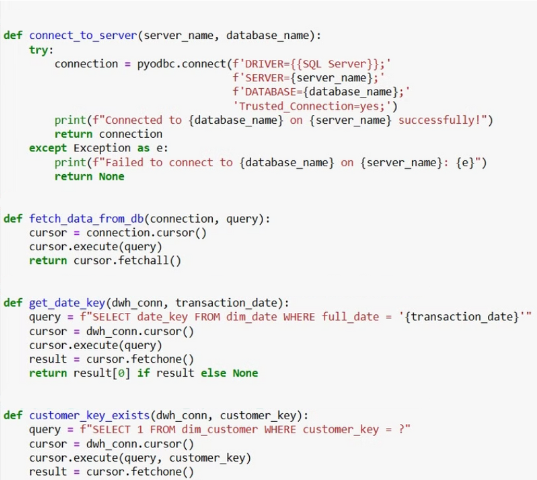 def connect_to_server(server_name, database_name):
    try:
        connection = pyodbc.connect(f'DRIVER={{SQL Server}};'
                                    f'SERVER={server_name};'
                                    f'DATABASE={database_name};'
                                    'Trusted_Connection=yes;')
        print(f"Connected to {database_name} on {server_name} successfully!")
        return connection
    except Exception as e:
        print(f"Failed to connect to {database_name} on {server_name}: {e}")
        return None
def fetch_data_from_db(connection, query):
    cursor = connection.cursor()
    cursor.execute(query)
    return cursor.fetchall()
def get_date_key(dwh_conn, transaction_date):
    query = f"SELECT date_key FROM dim_date WHERE full_date = '{transaction_date}'"
    cursor = dwh_conn.cursor()
    cursor.execute(query)
    result = cursor.fetchone()
    return result[0] if result else None
def customer_key_exists(dwh_conn, customer_key):
    query = f"SELECT 1 FROM dim_customer WHERE customer_key = ?"
    cursor = dwh_conn.cursor()
    cursor.execute(query, customer_key)
    result = cursor.fetchone()